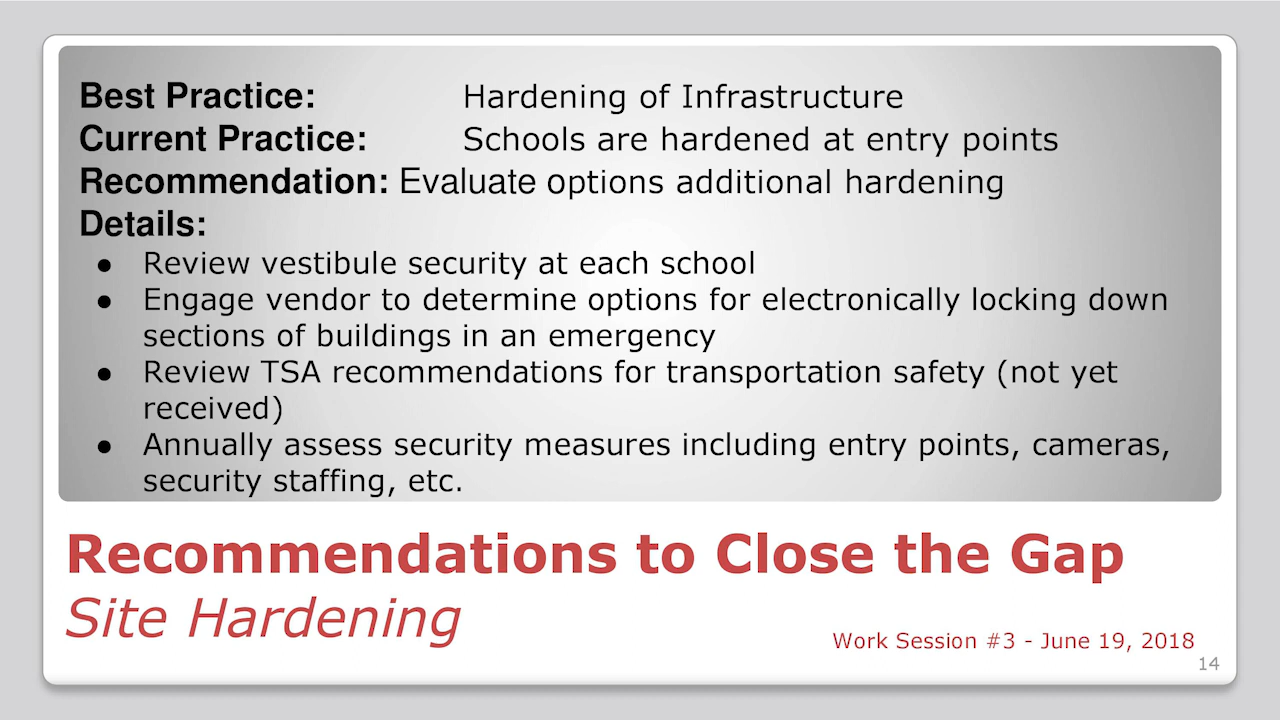 Best Practice: Hardening of Infrastructure
Current Practice: Schools are hardened at entry points
Recommendation: Evaluate options additional hardening
Details:
● Review vestibule security at each school
● Engage vendor to determine options for electronically locking down
sections of buildings in an emergency
● Review TSA recommendations for transportation safety (not yet
received)
● Annually assess security measures including entry points, cameras,
security staffing, etc.
Recommendations to Close the Gap
Site Hardening
Work Session #3 - June 19, 2018
14